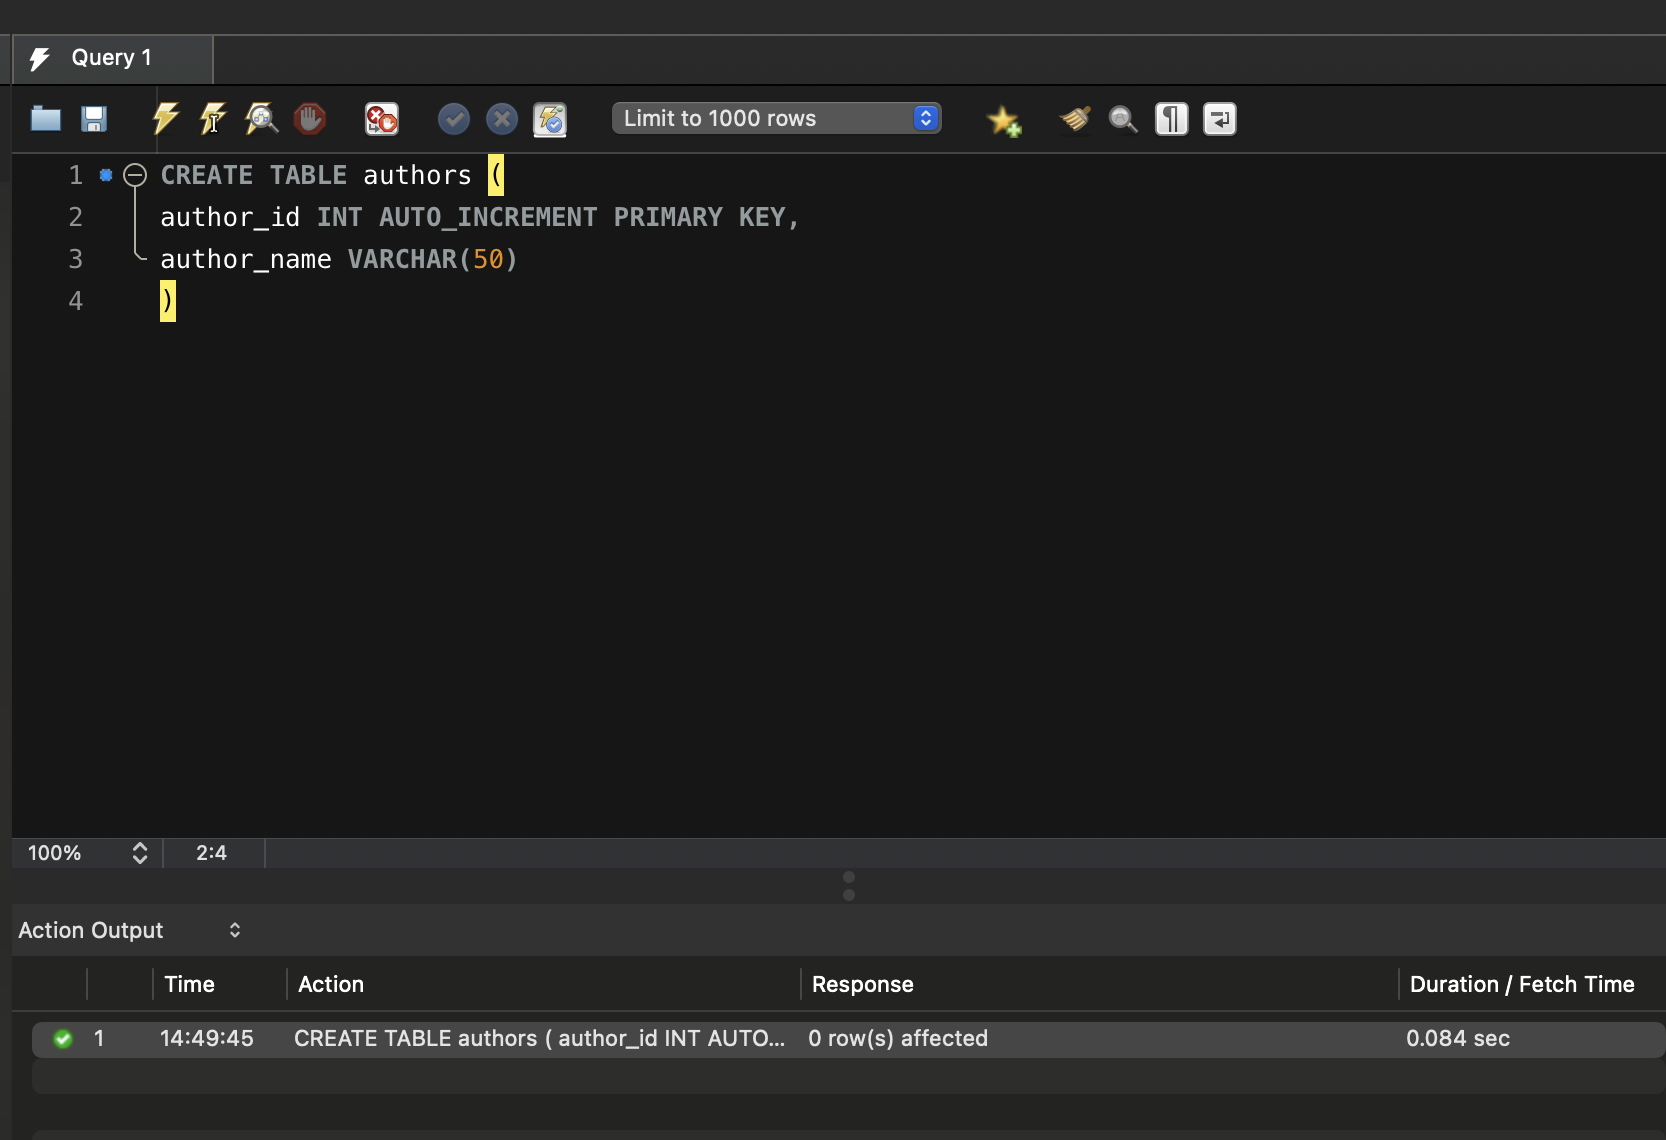 Query 1
Limit to 1000 rows
1 CREATE TABLE authors (
2 author_id INT AUTO_INCREMENT PRIMARY KEY,
3 author_name VARCHAR(50)
4 )
100% 2:4
Action Output
Time Action Response Duration / Fetch Time
1 14:49:45 CREATE TABLE authors ( author_id INT AUTO... 0 row(s) affected 0.084 sec